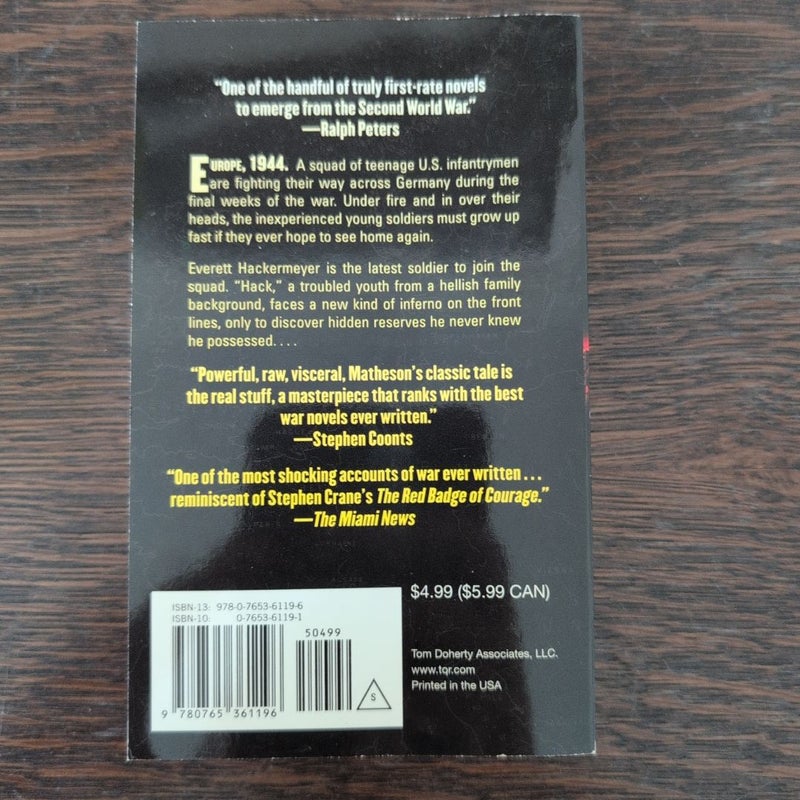 “One of the handful of truly first-rate novels
to emerge from the Second World War.”
—Ralph Peters
EUROPE, 1944. A squad of teenage U.S. infantrymen
are fighting their way across Germany during the
final weeks of the war. Under fire and in over their
heads, the inexperienced young soldiers must grow up
fast if they ever hope to see home again.
Everett Hackermeyer is the latest soldier to join the
squad. “Hack,” a troubled youth from a hellish family
background, faces a new kind of inferno on the front
lines, only to discover hidden reserves he never knew
he possessed. . . .
“Powerful, raw, visceral, Matheson’s classic tale is
the real stuff, a masterpiece that ranks with the best
war novels ever written.”
—Stephen Coonts
“One of the most shocking accounts of war ever written . . .
reminiscent of Stephen Crane’s The Red Badge of Courage.”
—The Miami News
$4.99 ($5.99 CAN)
ISBN-13: 978-0-7653-6119-6
ISBN-10: 0-7653-6119-1
50499
9 780765 361196
S
Tom Doherty Associates, LLC.
www.tor.com
Printed in the USA